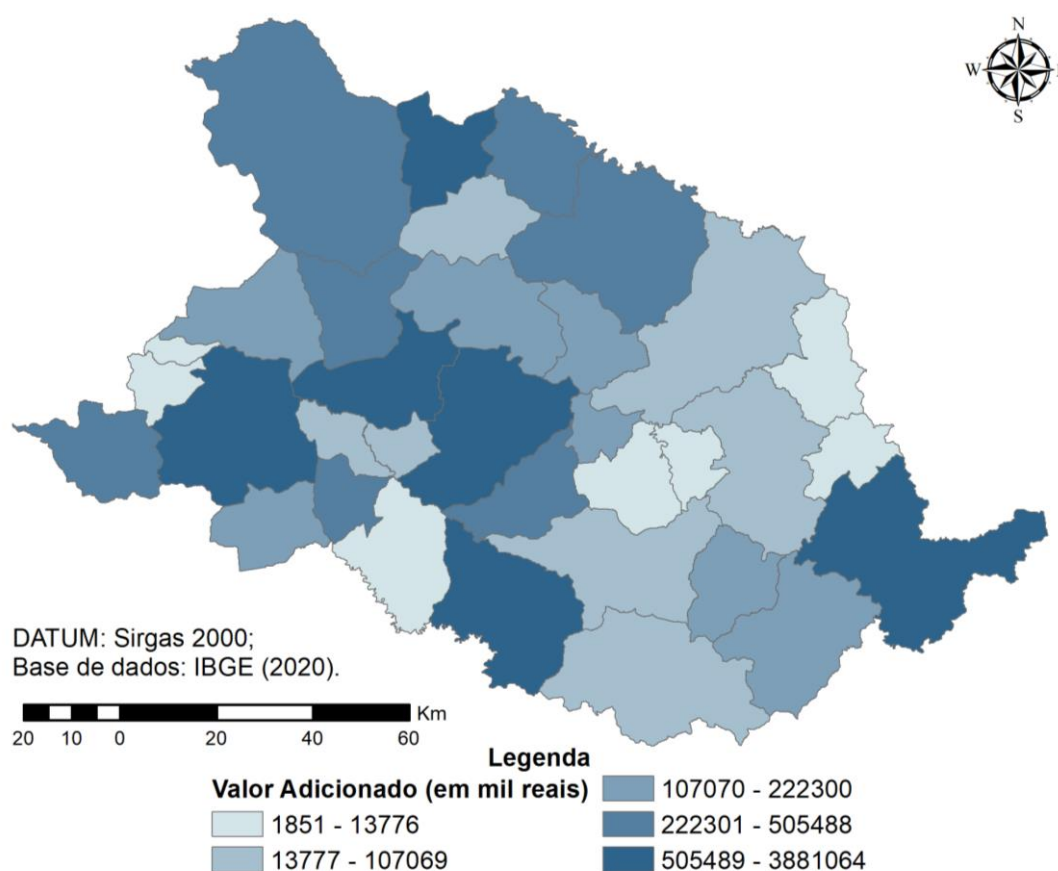 N
W
S
DATUM: Sirgas 2000;
Base de dados: IBGE (2020).
Km
20 10 0 20 40 60
Legenda
Valor Adicionado (em mil reais)
1851 - 13776
13777 - 107069
107070 - 222300
222301 - 505488
505489 - 3881064